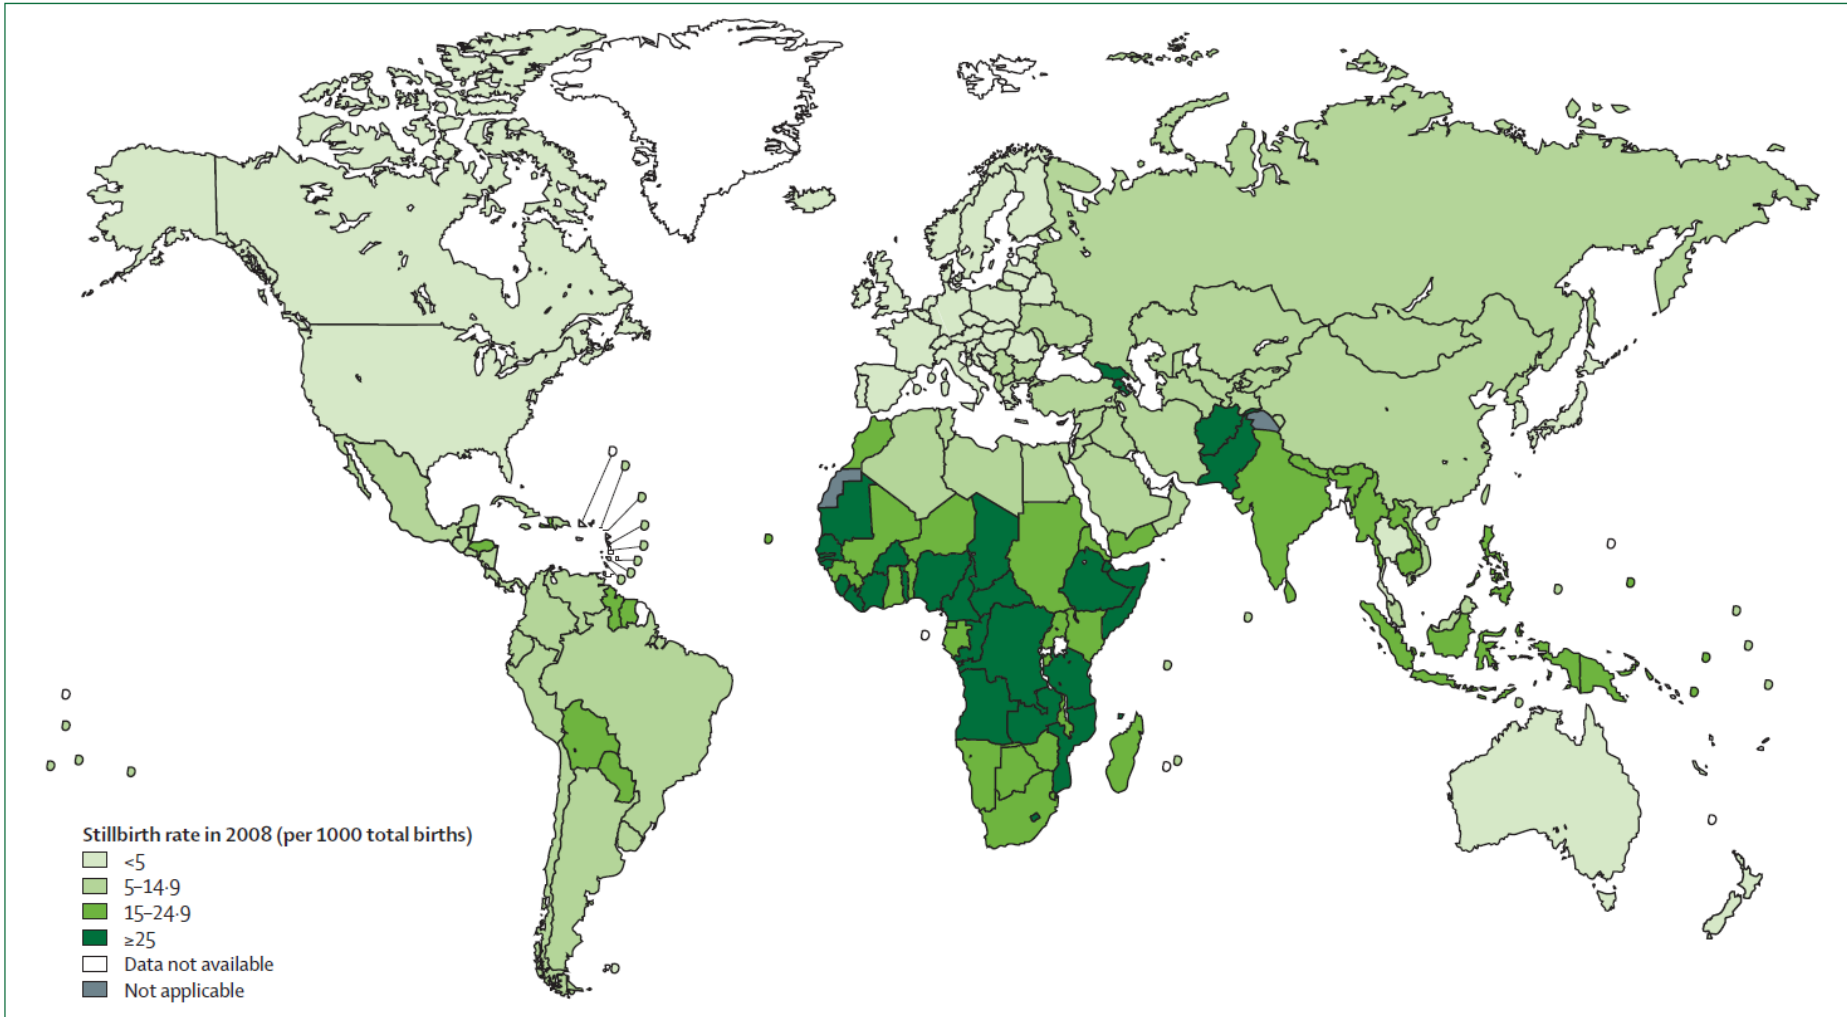 Stillbirth rate in 2008 (per 1000 total births)
<5
5–14·9
15–24·9
≥25
Data not available
Not applicable